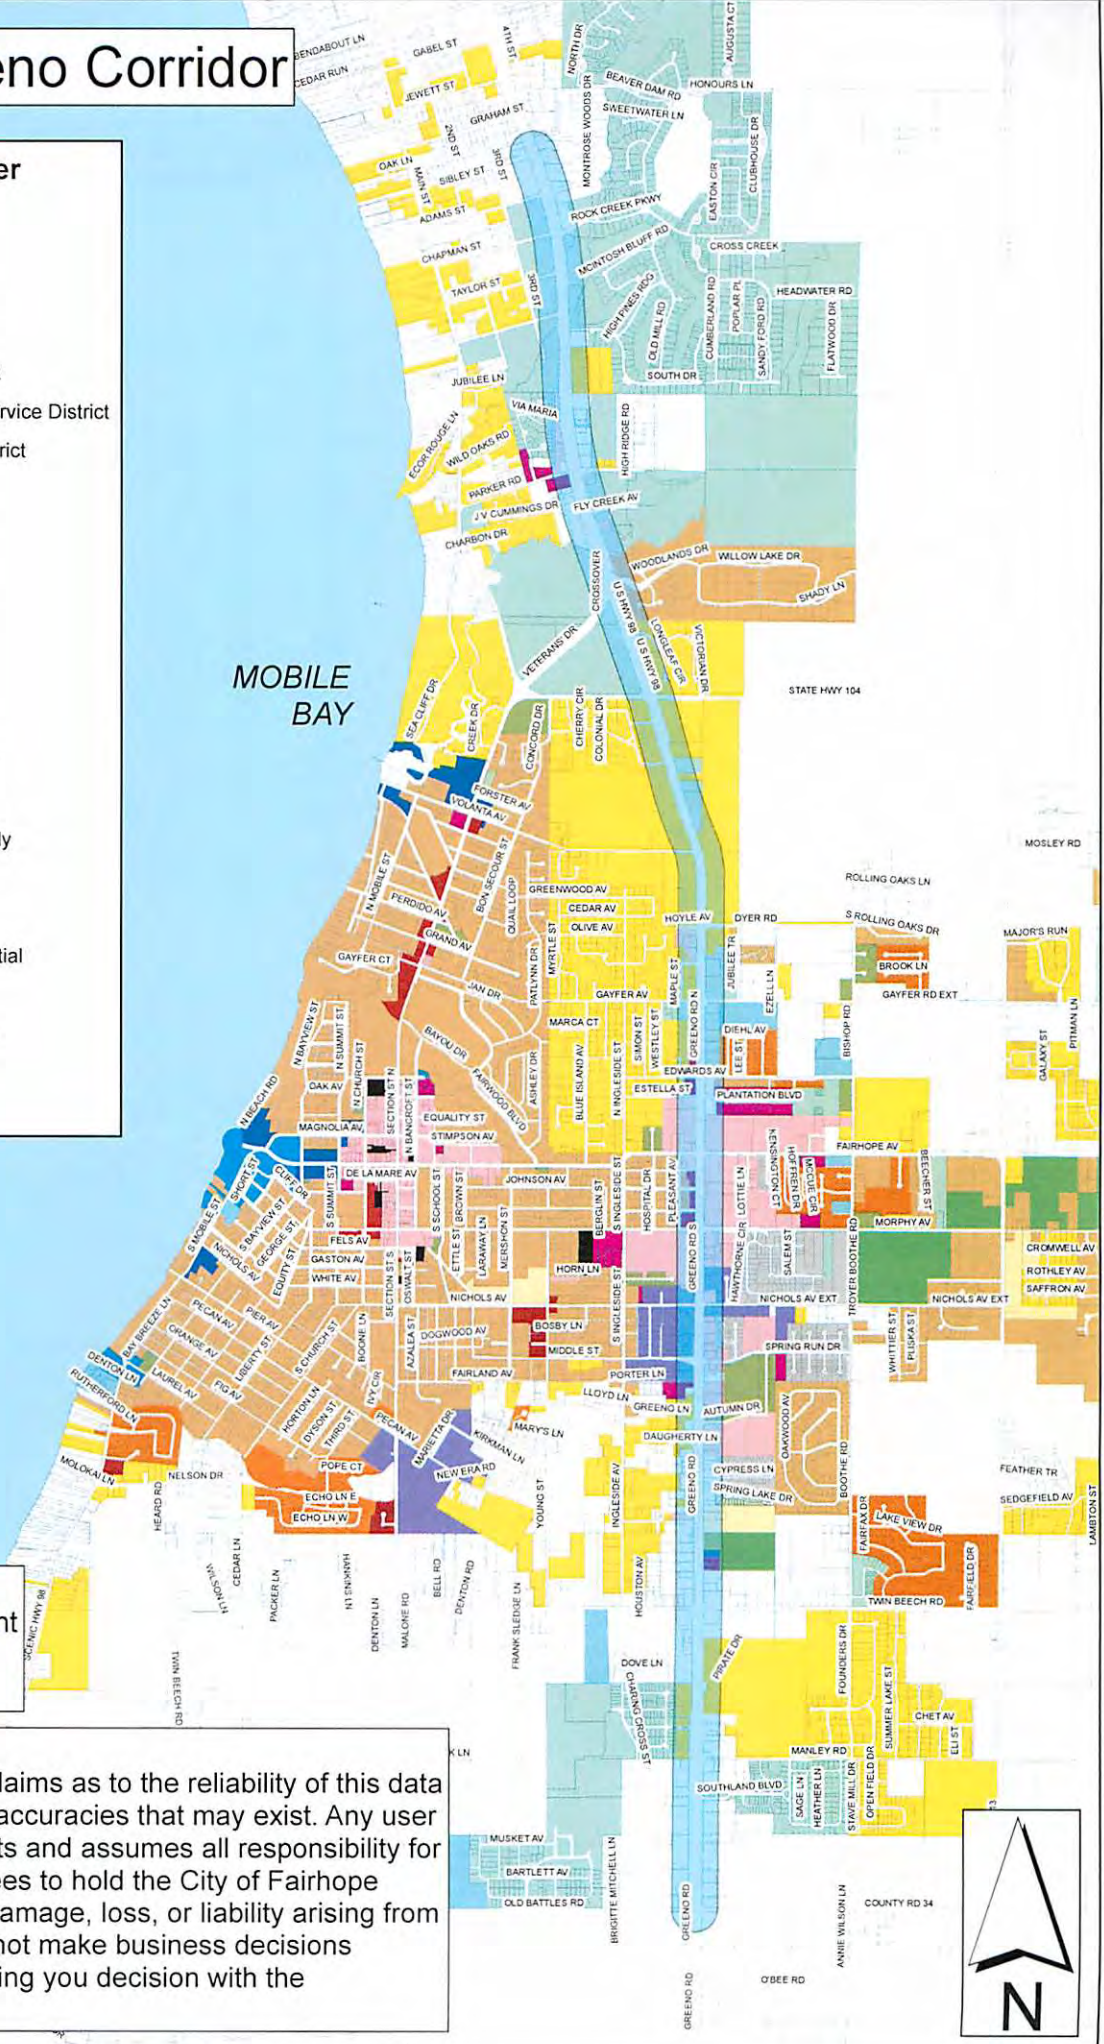 eno Corridor
er
rvice District
rict
ly
tial
nt
laims as to the reliability of this data
accuracies that may exist. Any user
ts and assumes all responsibility for
ees to hold the City of Fairhope
amage, loss, or liability arising from
not make business decisions
ing you decision with the
MOBILE
BAY
BENDABOUT LN
CEDAR RUN
GABEL ST
4TH ST
NORTH DR
AUGUSTA CT
JEWETT ST
BEAVER DAM RD
HONOURS LN
GRAHAM ST
SWEETWATER LN
MONTROSE WOODS DR
2ND ST
3RD ST
OAK LN
SIBLEY ST
MAIN ST
EASTON CIR
CLUBHOUSE DR
ADAMS ST
ROCK CREEK PKWY
CHAPMAN ST
MCINTOSH BLUFF RD
CROSS CREEK
TAYLOR ST
3RD ST
HIGH PINES RDG
OLD MILL RD
CUMBERLAND RD
POPLAR PL
SANDY FORD RD
HEADWATER RD
FLATWOOD DR
JUBILEE LN
SOUTH DR
VIA MARIA
ECOR ROUGE LN
WILD OAKS RD
HIGH RIDGE RD
PARKER RD
J V CUMMINGS DR
FLY CREEK AV
CHARBON DR
CROSSOVER
WOODLANDS DR
WILLOW LAKE DR
SHADY LN
U S HWY 98
U S HWY 98
LONGLEAF CIR
VICTORIAN DR
VETERANS' DR
STATE HWY 104
SEA CLIFF DR
CREEK DR
CONCORD DR
CHERRY CIR
COLONIAL DR
FORSTER AV
VOLANTA AV
MOSLEY RD
N MOBILE ST
BON SECOUR ST
QUAIL LOOP
GREENWOOD AV
ROLLING OAKS LN
PERDIDO AV
CEDAR AV
HOYLE AV
DYER RD
S ROLLING OAKS DR
MAJOR'S RUN
OLIVE AV
GRAND AV
GAYFER CT
MYRTLE ST
PATLYNN DR
MAPLE ST
JUBILEE TR
BROOK LN
JAN DR
GAYFER AV
EZELL LN
GAYFER RD EXT
N BAYVIEW ST
N SUMMIT ST
MARCA CT
SIMON ST
WESTLEY ST
GREENO RD N
DIEHL AV
BISHOP RD
PITMAN LN
BAYOU DR
N CHURCH ST
LEE ST
GALAXY ST
OAK AV
SECTION ST N
N BANCROFT ST
FAIRWOOD BLVD
ASHLEY DR
BLUE ISLAND AV
N INGLESIDE ST
EDWARDS AV
ESTELLA ST
PLANTATION BLVD
N BEACH RD
MAGNOLIA AV
EQUALITY ST
STIMPSON AV
FAIRHOPE AV
SHORT ST
CLIFF DR
DE LA MARE AV
JOHNSON AV
KENSINGTON CT
HOFFREN DR
MCCUE CIR
BEECHER ST
S MOBILE ST
S BAYVIEW ST
GEORGE ST
S SUMMIT ST
S SCHOOL ST
BROWN ST
BERGLIN ST
S INGLESIDE ST
HOSPITAL DR
PLEASANT AV
LOTTIE LN
MORPHY AV
NICHOLS AV
EQUITY ST
FELS AV
GASTON AV
WHITE AV
SECTION ST S
OSWALT ST
ETTLE ST
LARAWAY LN
MERSHON ST
HORN LN
GREENO RD S
HAWTHORNE CIR
SALEM ST
TROYER BOOTHE RD
CROMWELL AV
ROTHLEY AV
SAFFRON AV
NICHOLS AV
NICHOLS AV EXT
NICHOLS AV EXT
BAY BREEZE LN
PECAN AV
PIER AV
ORANGE AV
LIBERTY ST
S CHURCH ST
BOONE LN
AZALEA ST
DOGWOOD AV
BOSBY LN
MIDDLE ST
S INGLESIDE ST
SPRING RUN DR
WHITTIER ST
PLISKA ST
DENTON LN
RUTHERFORD LN
LAUREL AV
FIG AV
IVY CIR
FAIRLAND AV
PORTER LN
LLOYD LN
GREENO LN
AUTUMN DR
HORTON LN
DYSON ST
THIRD ST
PECAN AV
MARIETTA DR
KIRKMAN LN
MARY'S LN
DAUGHERTY LN
OAKWOOD AV
BOOTHE RD
MOLOKAI LN
NELSON DR
POPE CT
NEW ERA RD
CYPRESS LN
SPRING LAKE DR
FEATHER TR
SEDGEFIELD AV
LAMBTON ST
HEARD RD
ECHO LN E
ECHO LN W
YOUNG ST
INGLESIDE AV
GREENO RD
FAIRFAX DR
LAKE VIEW DR
FAIRFIELD DR
WILSON LN
CEDAR LN
PACKER LN
HANKINS LN
DENTON LN
MALONE RD
BELL RD
DENTON RD
FRANK SLEDGE LN
HOUSTON AV
TWIN BEECH RD
SCENIC HWY 98
TWIN BEECH RD
DOVE LN
CHARING CROSS ST
PIRATE DR
FOUNDERS DR
SUMMER LAKE ST
CHET AV
ELI ST
K LN
MANLEY RD
SOUTHLAND BLVD
SAGE LN
HEATHER LN
STAVE MILL DR
OPEN FIELD DR
MUSKET AV
BARTLETT AV
OLD BATTLES RD
BRIGITTE MITCHELL LN
GREENO RD
ANNIE WILSON LN
COUNTY RD 34
O'BEE RD
GREENO RD
N